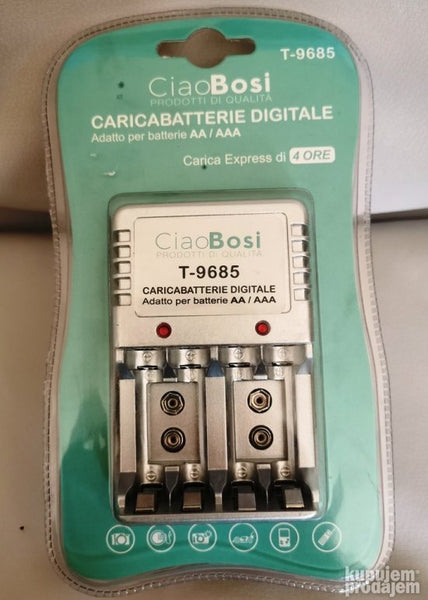 T-9685
CiaoBosi
PRODOTTI DI QUALITÀ
CARICABATTERIE DIGITALE
Adatto per batterie AA / AAA
Carica Express di 4 ORE
CiaoBosi
PRODOTTI DI QUALITÀ
T-9685
CARICABATTERIE DIGITALE
Adatto per batterie AA / AAA
kupujem
prodajem